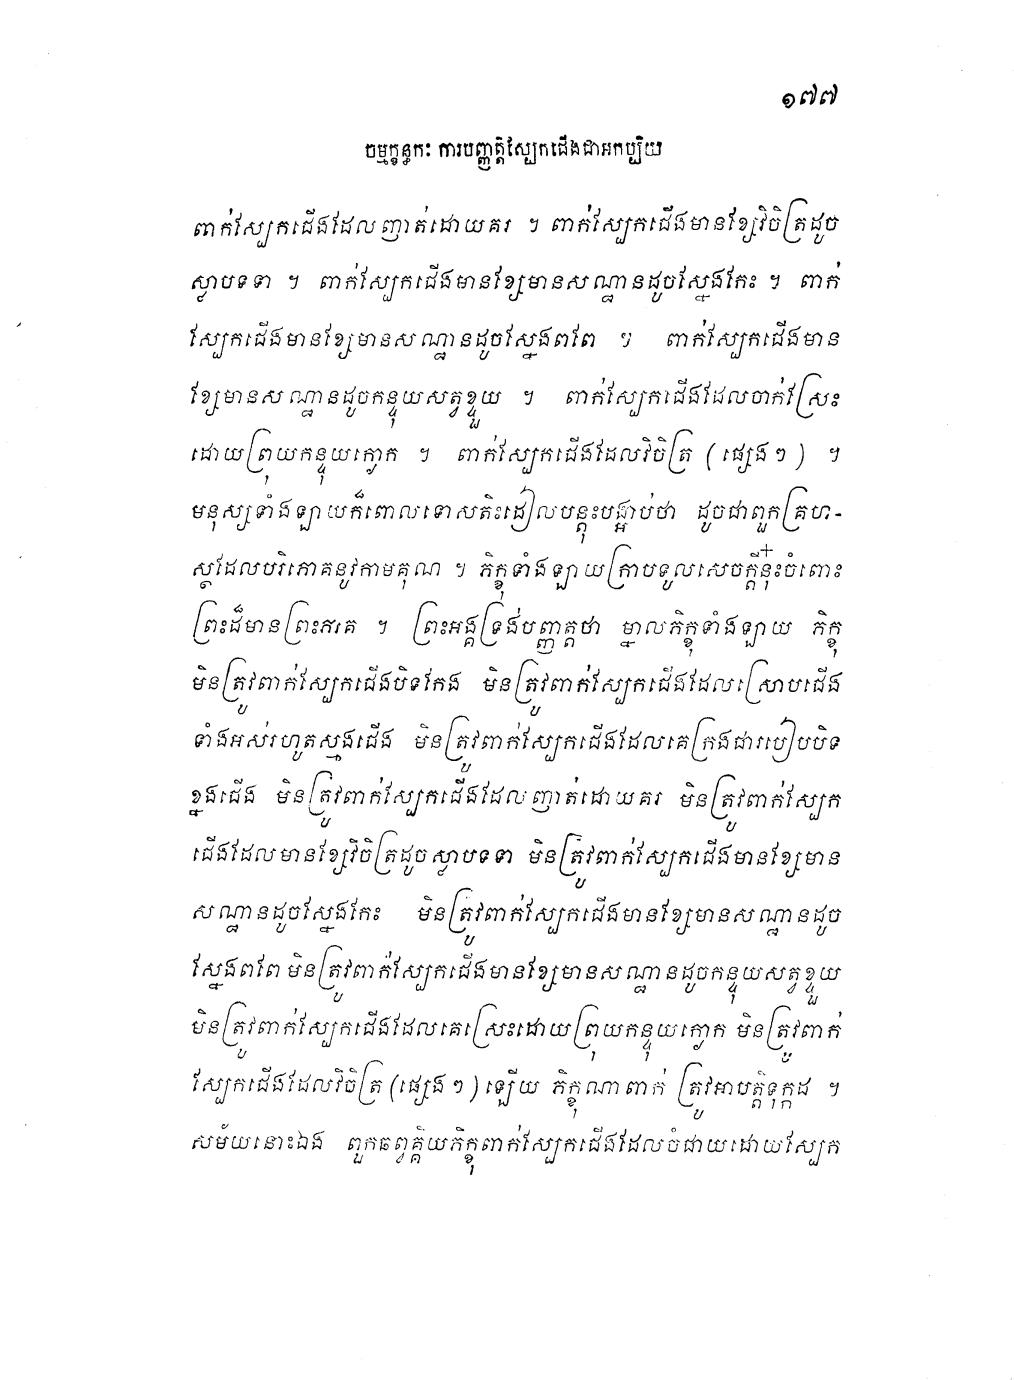 ១៧៧
ចម្មក្ខន្ធកៈ ការបញ្ញត្តិស្បែកជើងជាអកប្បិយ
ពាក់ស្បែកជើងដែលញាត់ដោយគរ ។ ពាក់ស្បែកជើងមានខ្សែវិចិត្រដូច
ស្លាបទទា ។ ពាក់ស្បែកជើងមានខ្សែមានសណ្ឋានដូចស្នែងកែះ ។ ពាក់
ស្បែកជើងមានខ្សែមានសណ្ឋានដូចស្នែងពពែ ។ ពាក់ស្បែកជើងមាន
ខ្សែមានសណ្ឋានដូចកន្ទុយសត្វខ្ទួយ ។ ពាក់ស្បែកជើងដែលចាក់ស្រែះ
ដោយព្រុយកន្ទុយក្ងោក ។ ពាក់ស្បែកជើងដែលវិចិត្រ (ផ្សេងៗ) ។
មនុស្សទាំងឡាយក៏ពោលទោសតិះដៀលបន្តុះបង្អាប់ថា ដូចជាពួកគ្រហ-
ស្ថដែលបរិភោគនូវកាមគុណ ។ ភិក្ខុទាំងឡាយក្រាបទូលសេចក្តីនុ៎ះចំពោះ
ព្រះដ៏មានព្រះភាគ ។ ព្រះអង្គទ្រង់បញ្ញាត្តថា ម្នាលភិក្ខុទាំងឡាយ ភិក្ខុ
មិនត្រូវពាក់ស្បែកជើងបិទកែង មិនត្រូវពាក់ស្បែកជើងដែលស្រោបជើង
ទាំងអស់រហូតស្មងជើង មិនត្រូវពាក់ស្បែកជើងដែលគេក្រងជារបៀបបិទ
ខ្នងជើង មិនត្រូវពាក់ស្បែកជើងដែលញាត់ដោយគរ មិនត្រូវពាក់ស្បែក
ជើងដែលមានខ្សែវិចិត្រដូចស្លាបទទា មិនត្រូវពាក់ស្បែកជើងមានខ្សែមាន
សណ្ឋានដូចស្នែងកែះ មិនត្រូវពាក់ស្បែកជើងមានខ្សែមានសណ្ឋានដូច
ស្នែងពពែ មិនត្រូវពាក់ស្បែកជើងមានខ្សែមានសណ្ឋានដូចកន្ទុយសត្វខ្ទួយ
មិនត្រូវពាក់ស្បែកជើងដែលគេស្រែះដោយព្រុយកន្ទុយក្ងោក មិនត្រូវពាក់
ស្បែកជើងដែលវិចិត្រ (ផ្សេងៗ) ឡើយ ភិក្ខុណាពាក់ ត្រូវអាបត្តិទុក្កដ ។
សម័យនោះឯង ពួកឆព្វគ្គិយភិក្ខុពាក់ស្បែកជើងដែលចំជាយដោយស្បែក